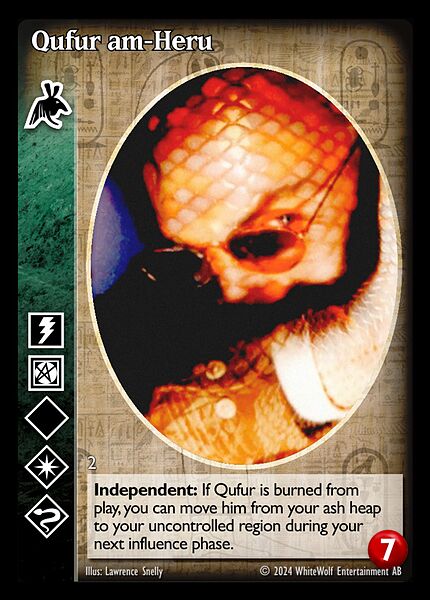 Qufur am-Heru
2
Independent: If Qufur is burned from
play, you can move him from your ash heap
to your uncontrolled region during your
next influence phase.
7
Illus: Lawrence Snelly © 2024 WhiteWolf Entertainment AB